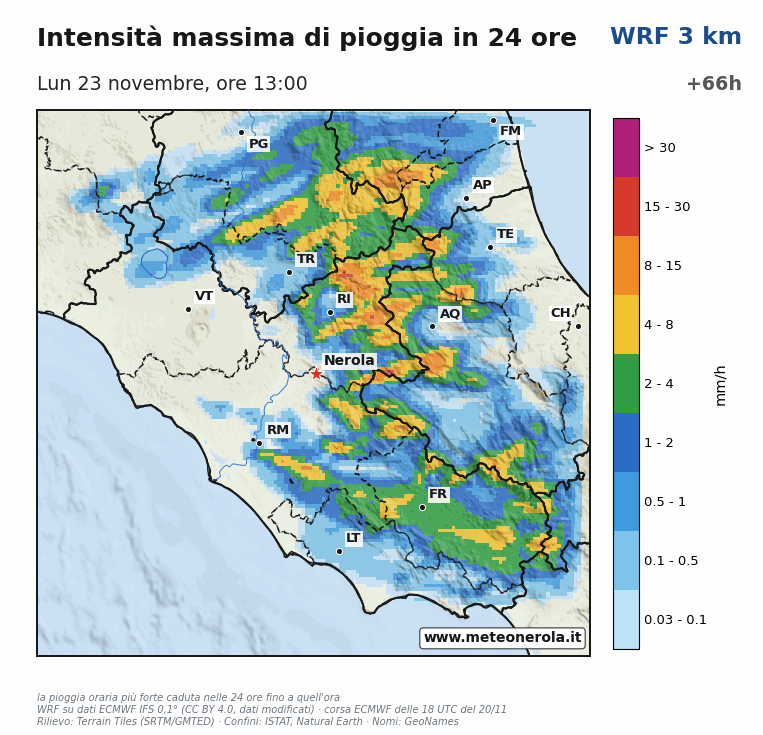 Intensità massima di pioggia in 24 ore
WRF 3 km
Lun 23 novembre, ore 13:00
+66h
PG
FM
AP
TE
TR
VT
RI
AQ
CH
Nerola
RM
FR
LT
www.meteonerola.it
> 30
15 - 30
8 - 15
4 - 8
2 - 4
1 - 2
0.5 - 1
0.1 - 0.5
0.03 - 0.1
mm/h
la pioggia oraria più forte caduta nelle 24 ore fino a quell'ora
WRF su dati ECMWF IFS 0,1° (CC BY 4.0, dati modificati) · corsa ECMWF delle 18 UTC del 20/11
Rilievo: Terrain Tiles (SRTM/GMTED) · Confini: ISTAT, Natural Earth · Nomi: GeoNames